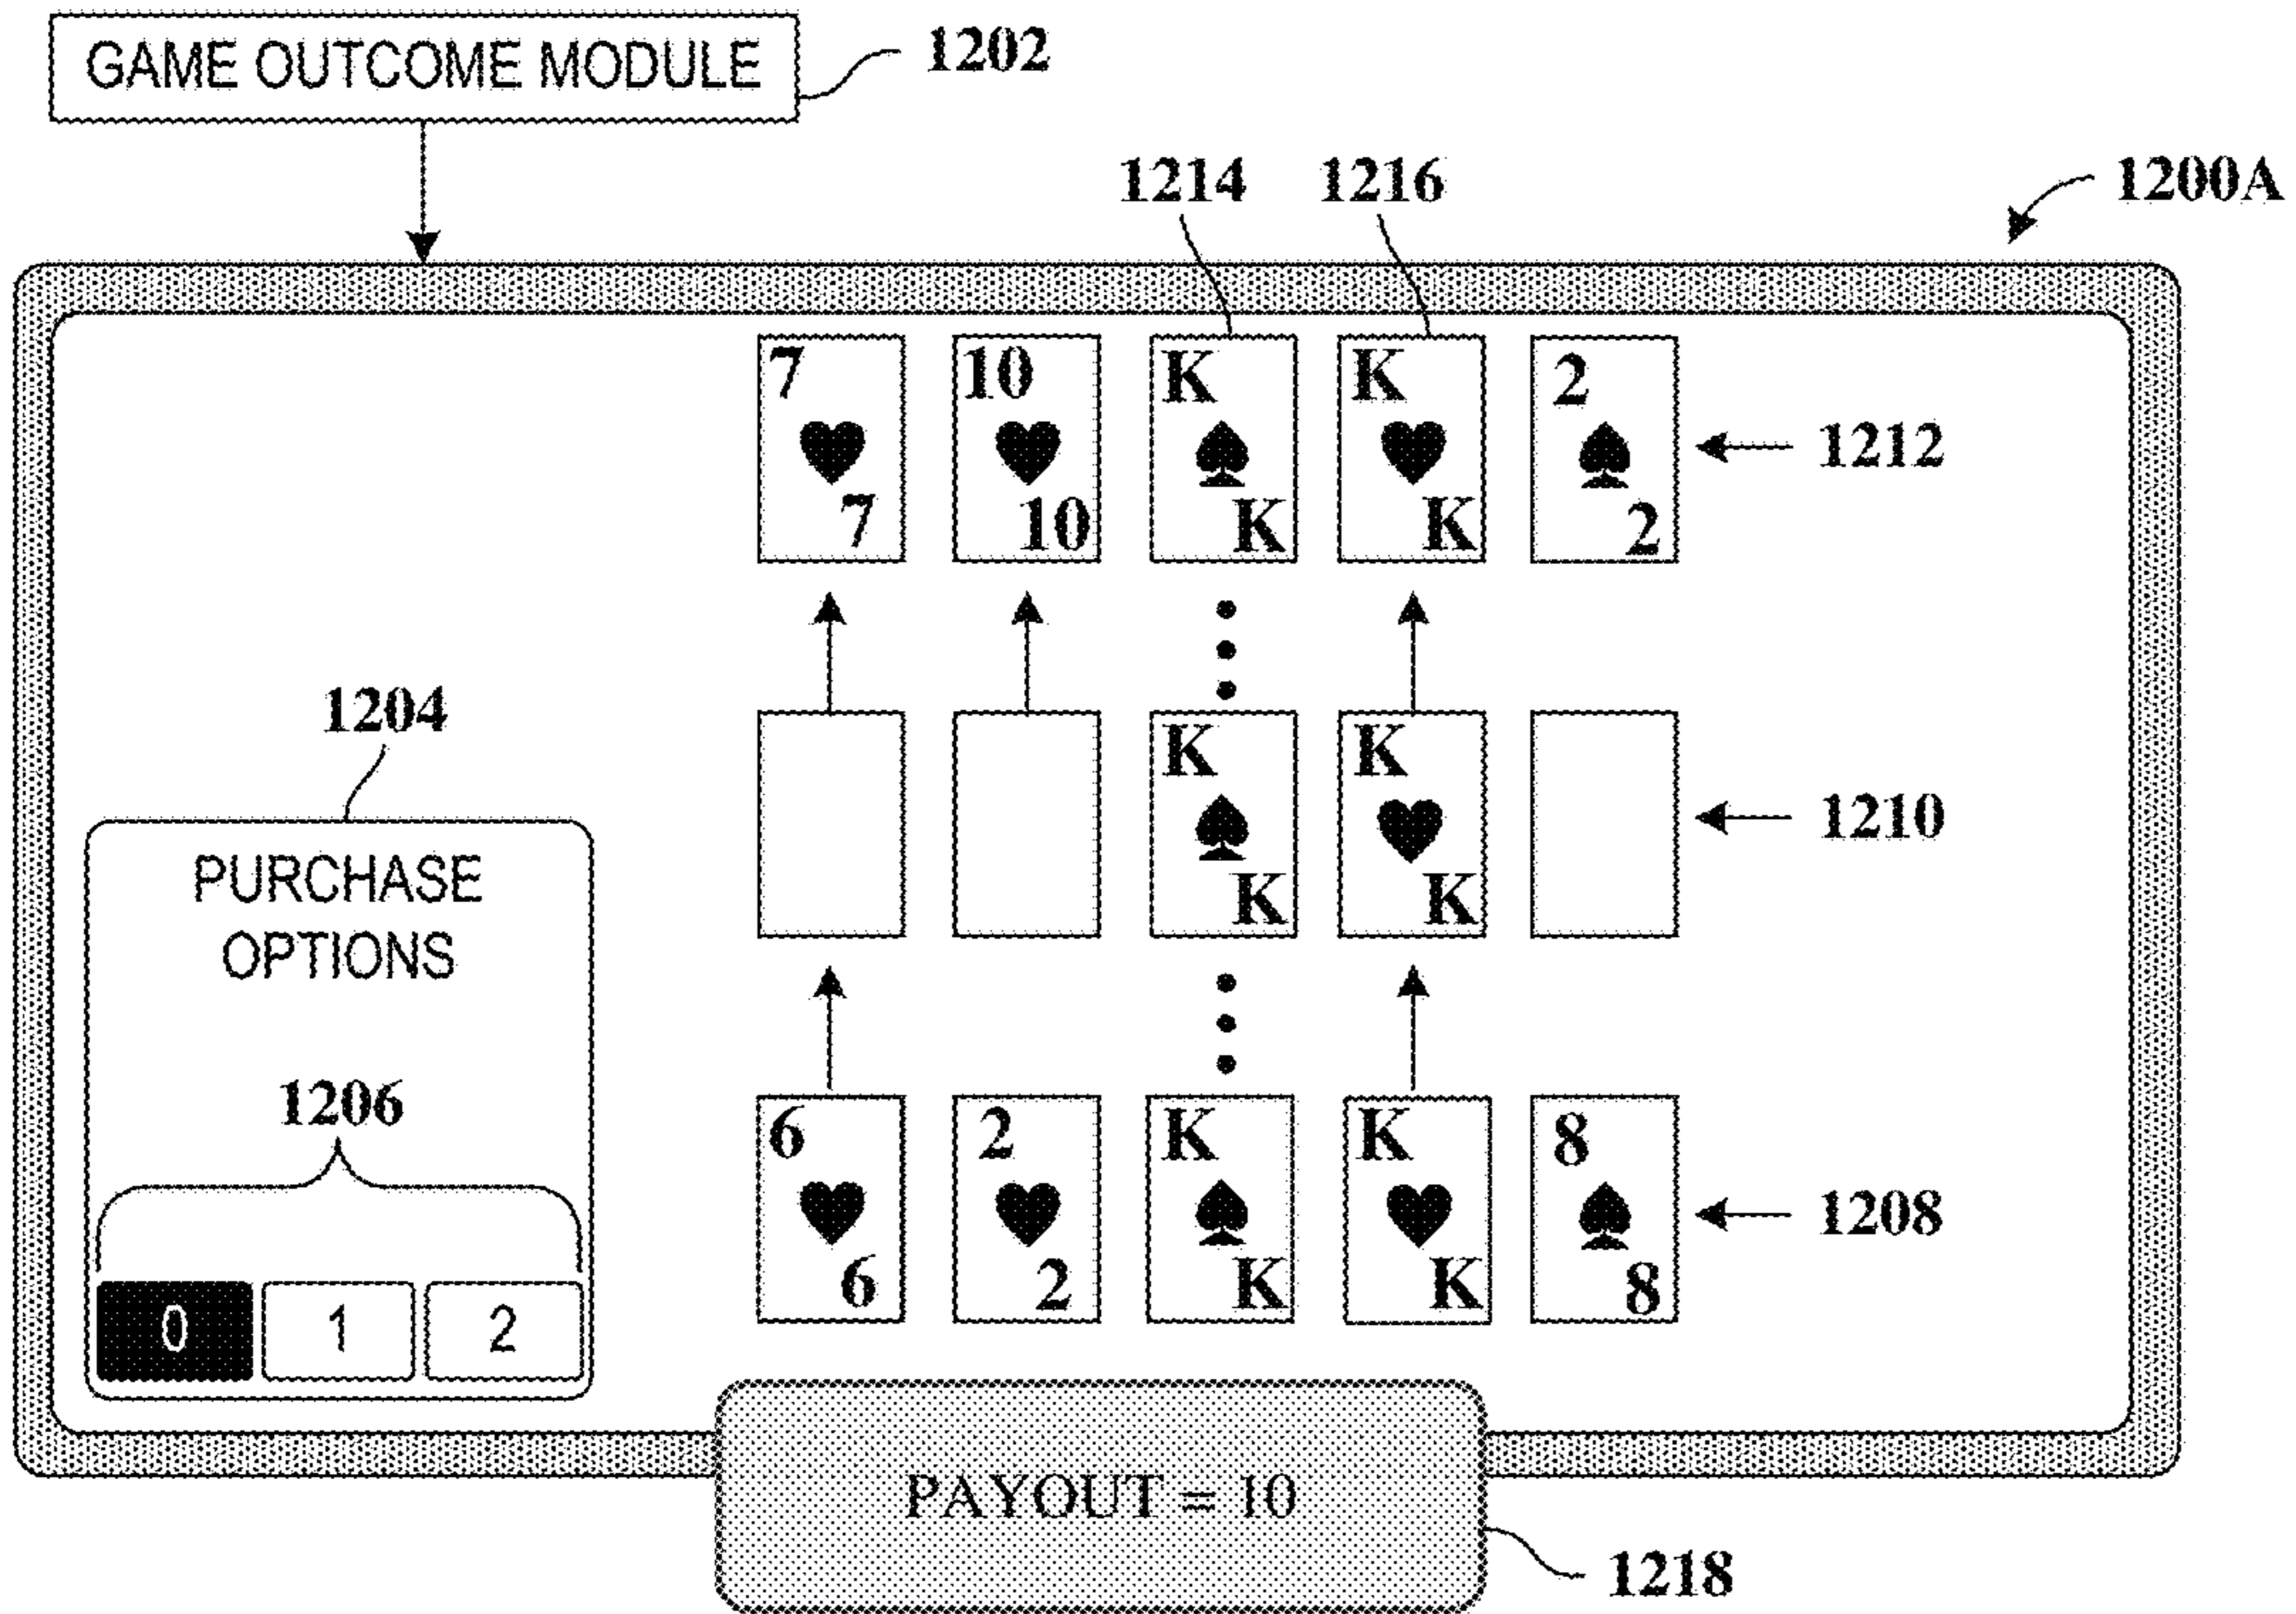 GAME OUTCOME MODULE 1202
1214 1216 1200A
7 10 K K 2
1212
7 10 K K 2
1204
K K
1210
PURCHASE
OPTIONS
K K
1206
6 2 K K 8
1208
6 2 K K 8
0 1 2
PAYOUT = 10
1218